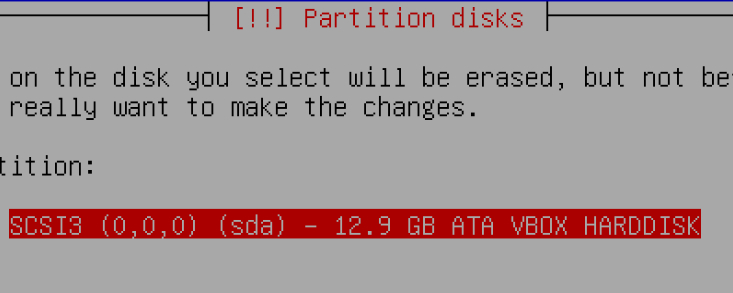 [!!] Partition disks
on the disk you select will be erased, but not be
really want to make the changes.
tition:
SCSI3 (0,0,0) (sda) - 12.9 GB ATA VBOX HARDDISK